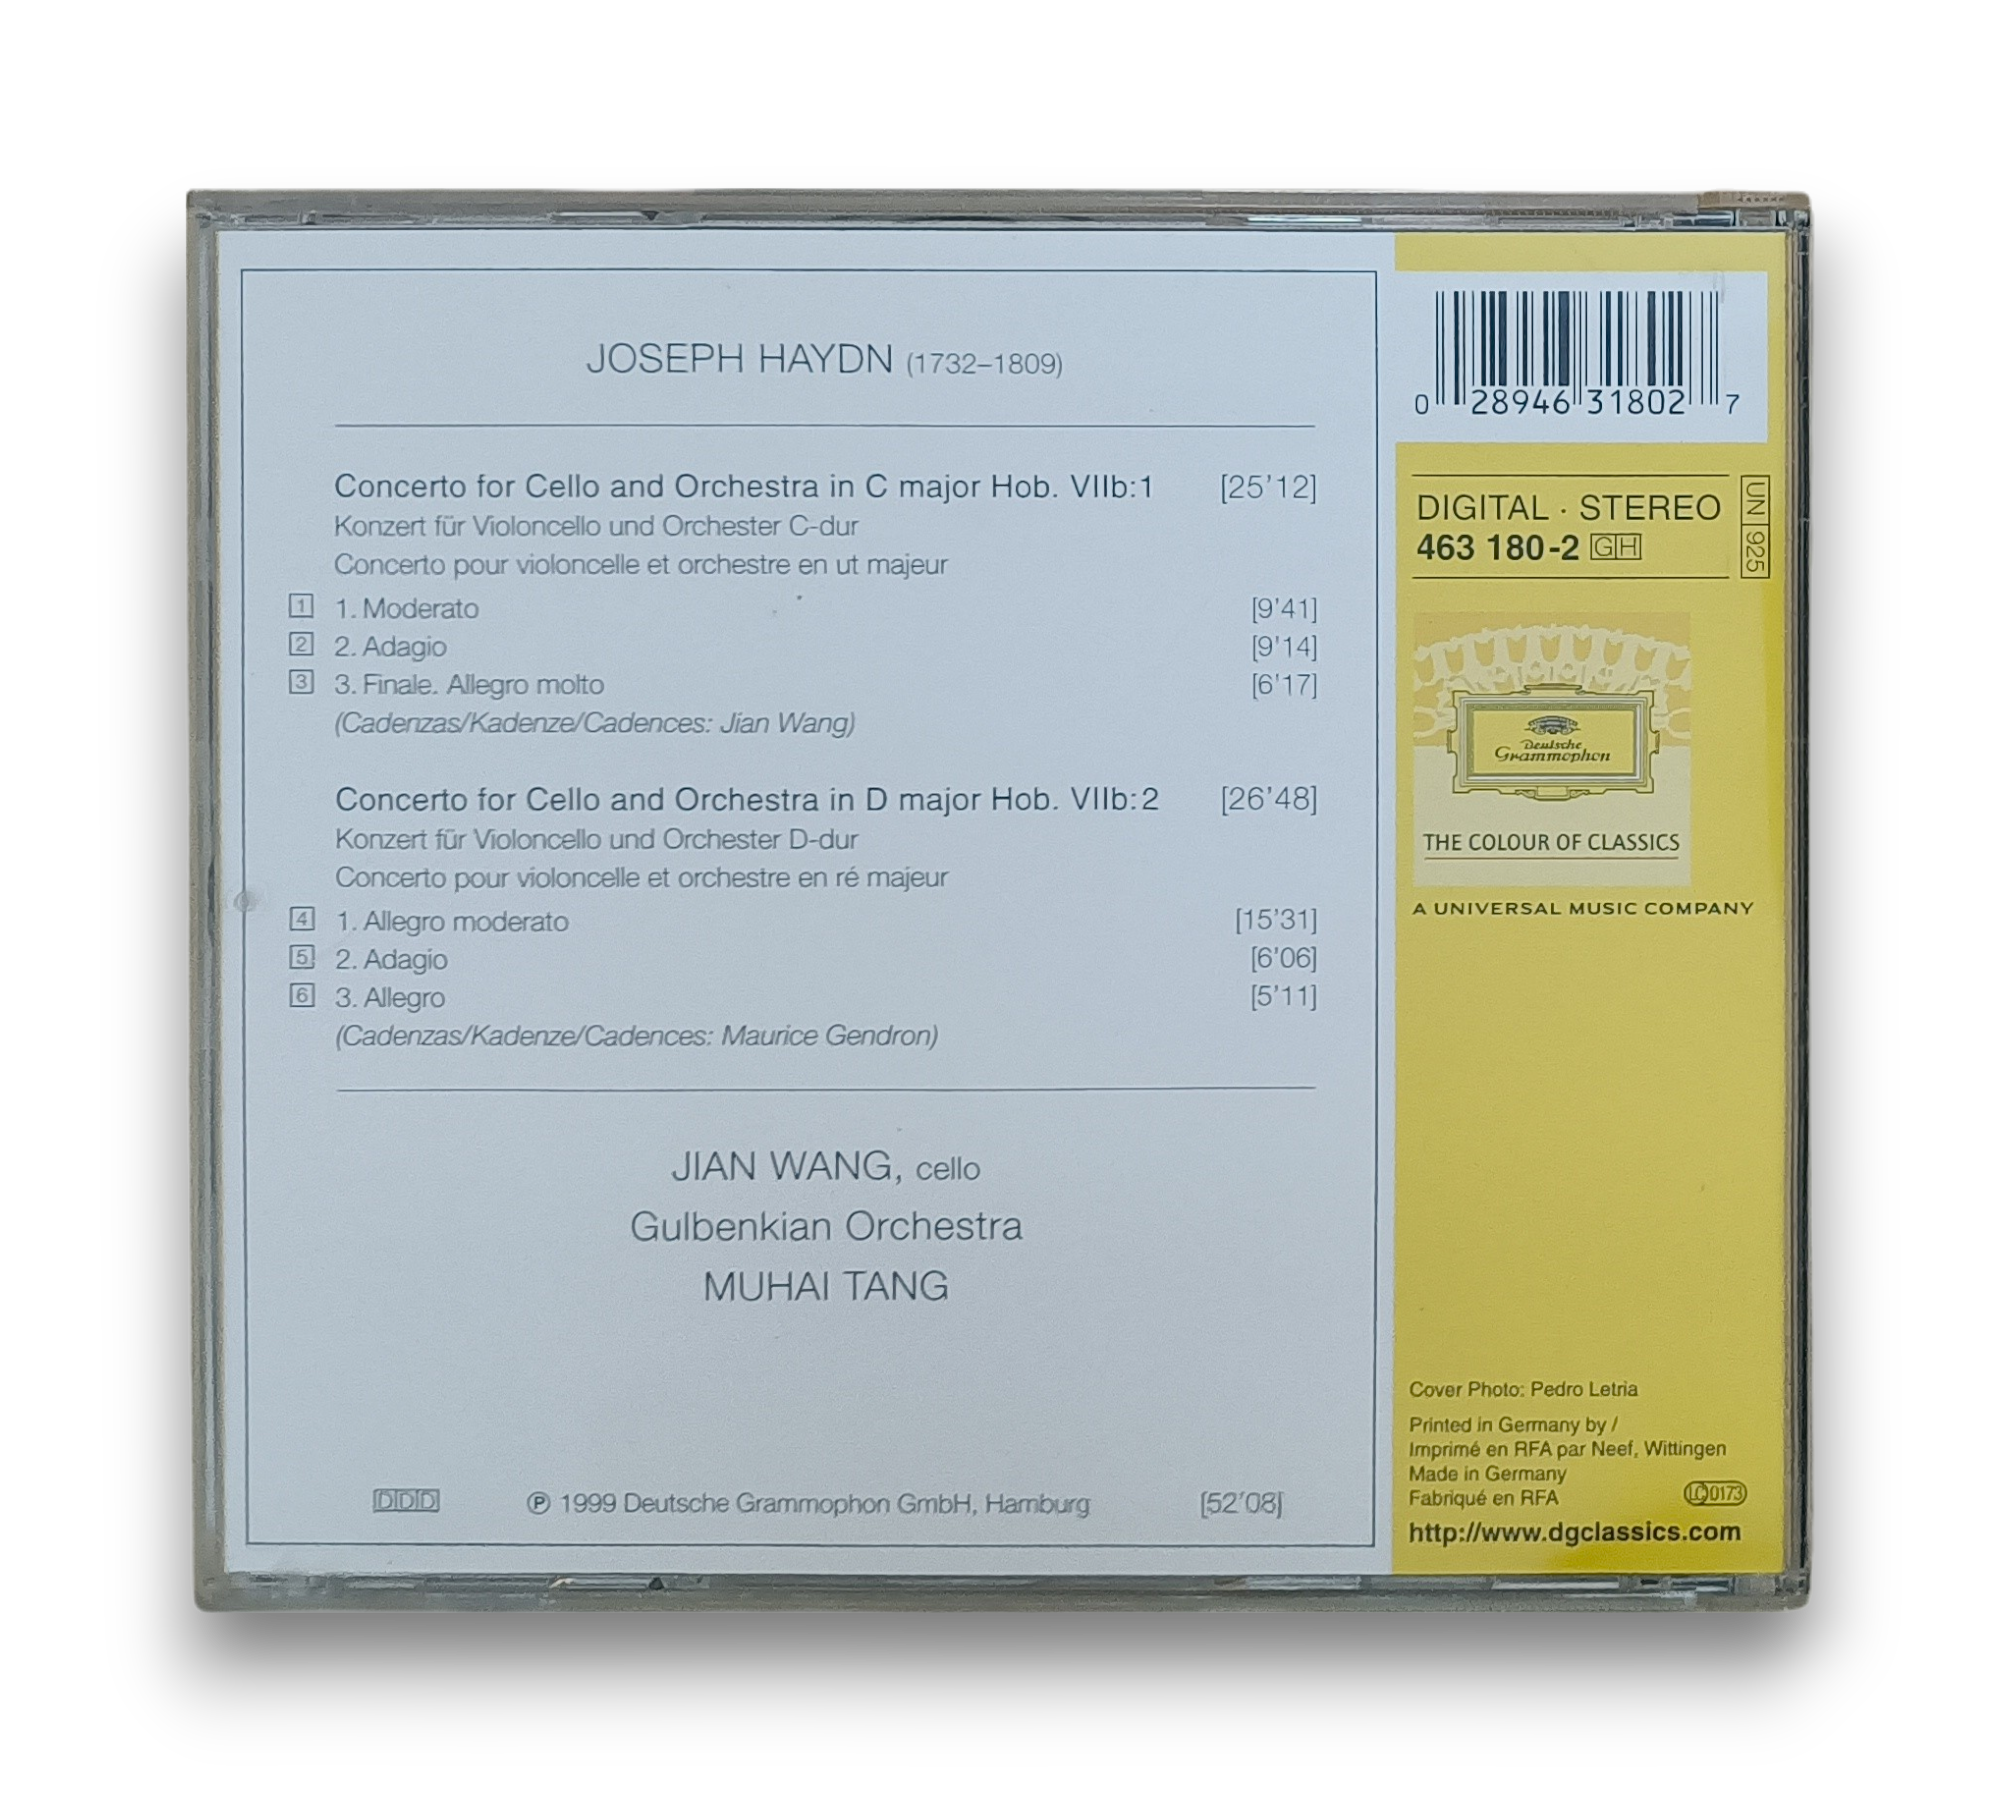 JOSEPH HAYDN (1732–1809)
Concerto for Cello and Orchestra in C major Hob. VIIb:1 [25'12]
Konzert für Violoncello und Orchester C-dur
Concerto pour violoncelle et orchestre en ut majeur
1 1. Moderato [9'41]
2 2. Adagio [9'14]
3 3. Finale. Allegro molto [6'17]
(Cadenzas/Kadenze/Cadences: Jian Wang)
Concerto for Cello and Orchestra in D major Hob. VIIb:2 [26'48]
Konzert für Violoncello und Orchester D-dur
Concerto pour violoncelle et orchestre en ré majeur
4 1. Allegro moderato [15'31]
5 2. Adagio [6'06]
6 3. Allegro [5'11]
(Cadenzas/Kadenze/Cadences: Maurice Gendron)
JIAN WANG, cello
Gulbenkian Orchestra
MUHAI TANG
DDD ℗ 1999 Deutsche Grammophon GmbH, Hamburg [52'08]
0 28946 31802 7
DIGITAL · STEREO
463 180-2 GH
UN 925
Deutsche
Grammophon
THE COLOUR OF CLASSICS
A UNIVERSAL MUSIC COMPANY
Cover Photo: Pedro Letria
Printed in Germany by /
Imprimé en RFA par Neef, Wittingen
Made in Germany
Fabriqué en RFA
LC 0173
http://www.dgclassics.com